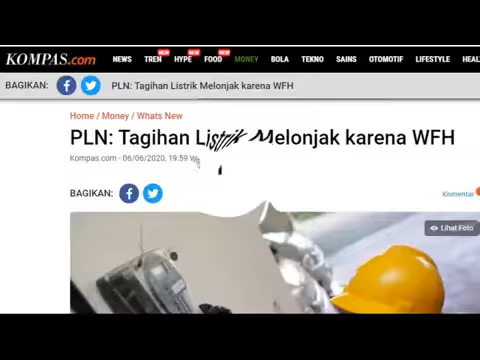 KOMPAS.com NEWS TREN NEW HYPE NEW FOOD NEW MONEY BOLA TEKNO SAINS OTOMOTIF LIFESTYLE
BAGIKAN: PLN: Tagihan Listrik Melonjak karena WFH
Home / Money / Whats New
PLN: Tagihan Listrik Melonjak karena WFH
Kompas.com - 06/06/2020, 19:59
BAGIKAN:
Komentar
Lihat Foto